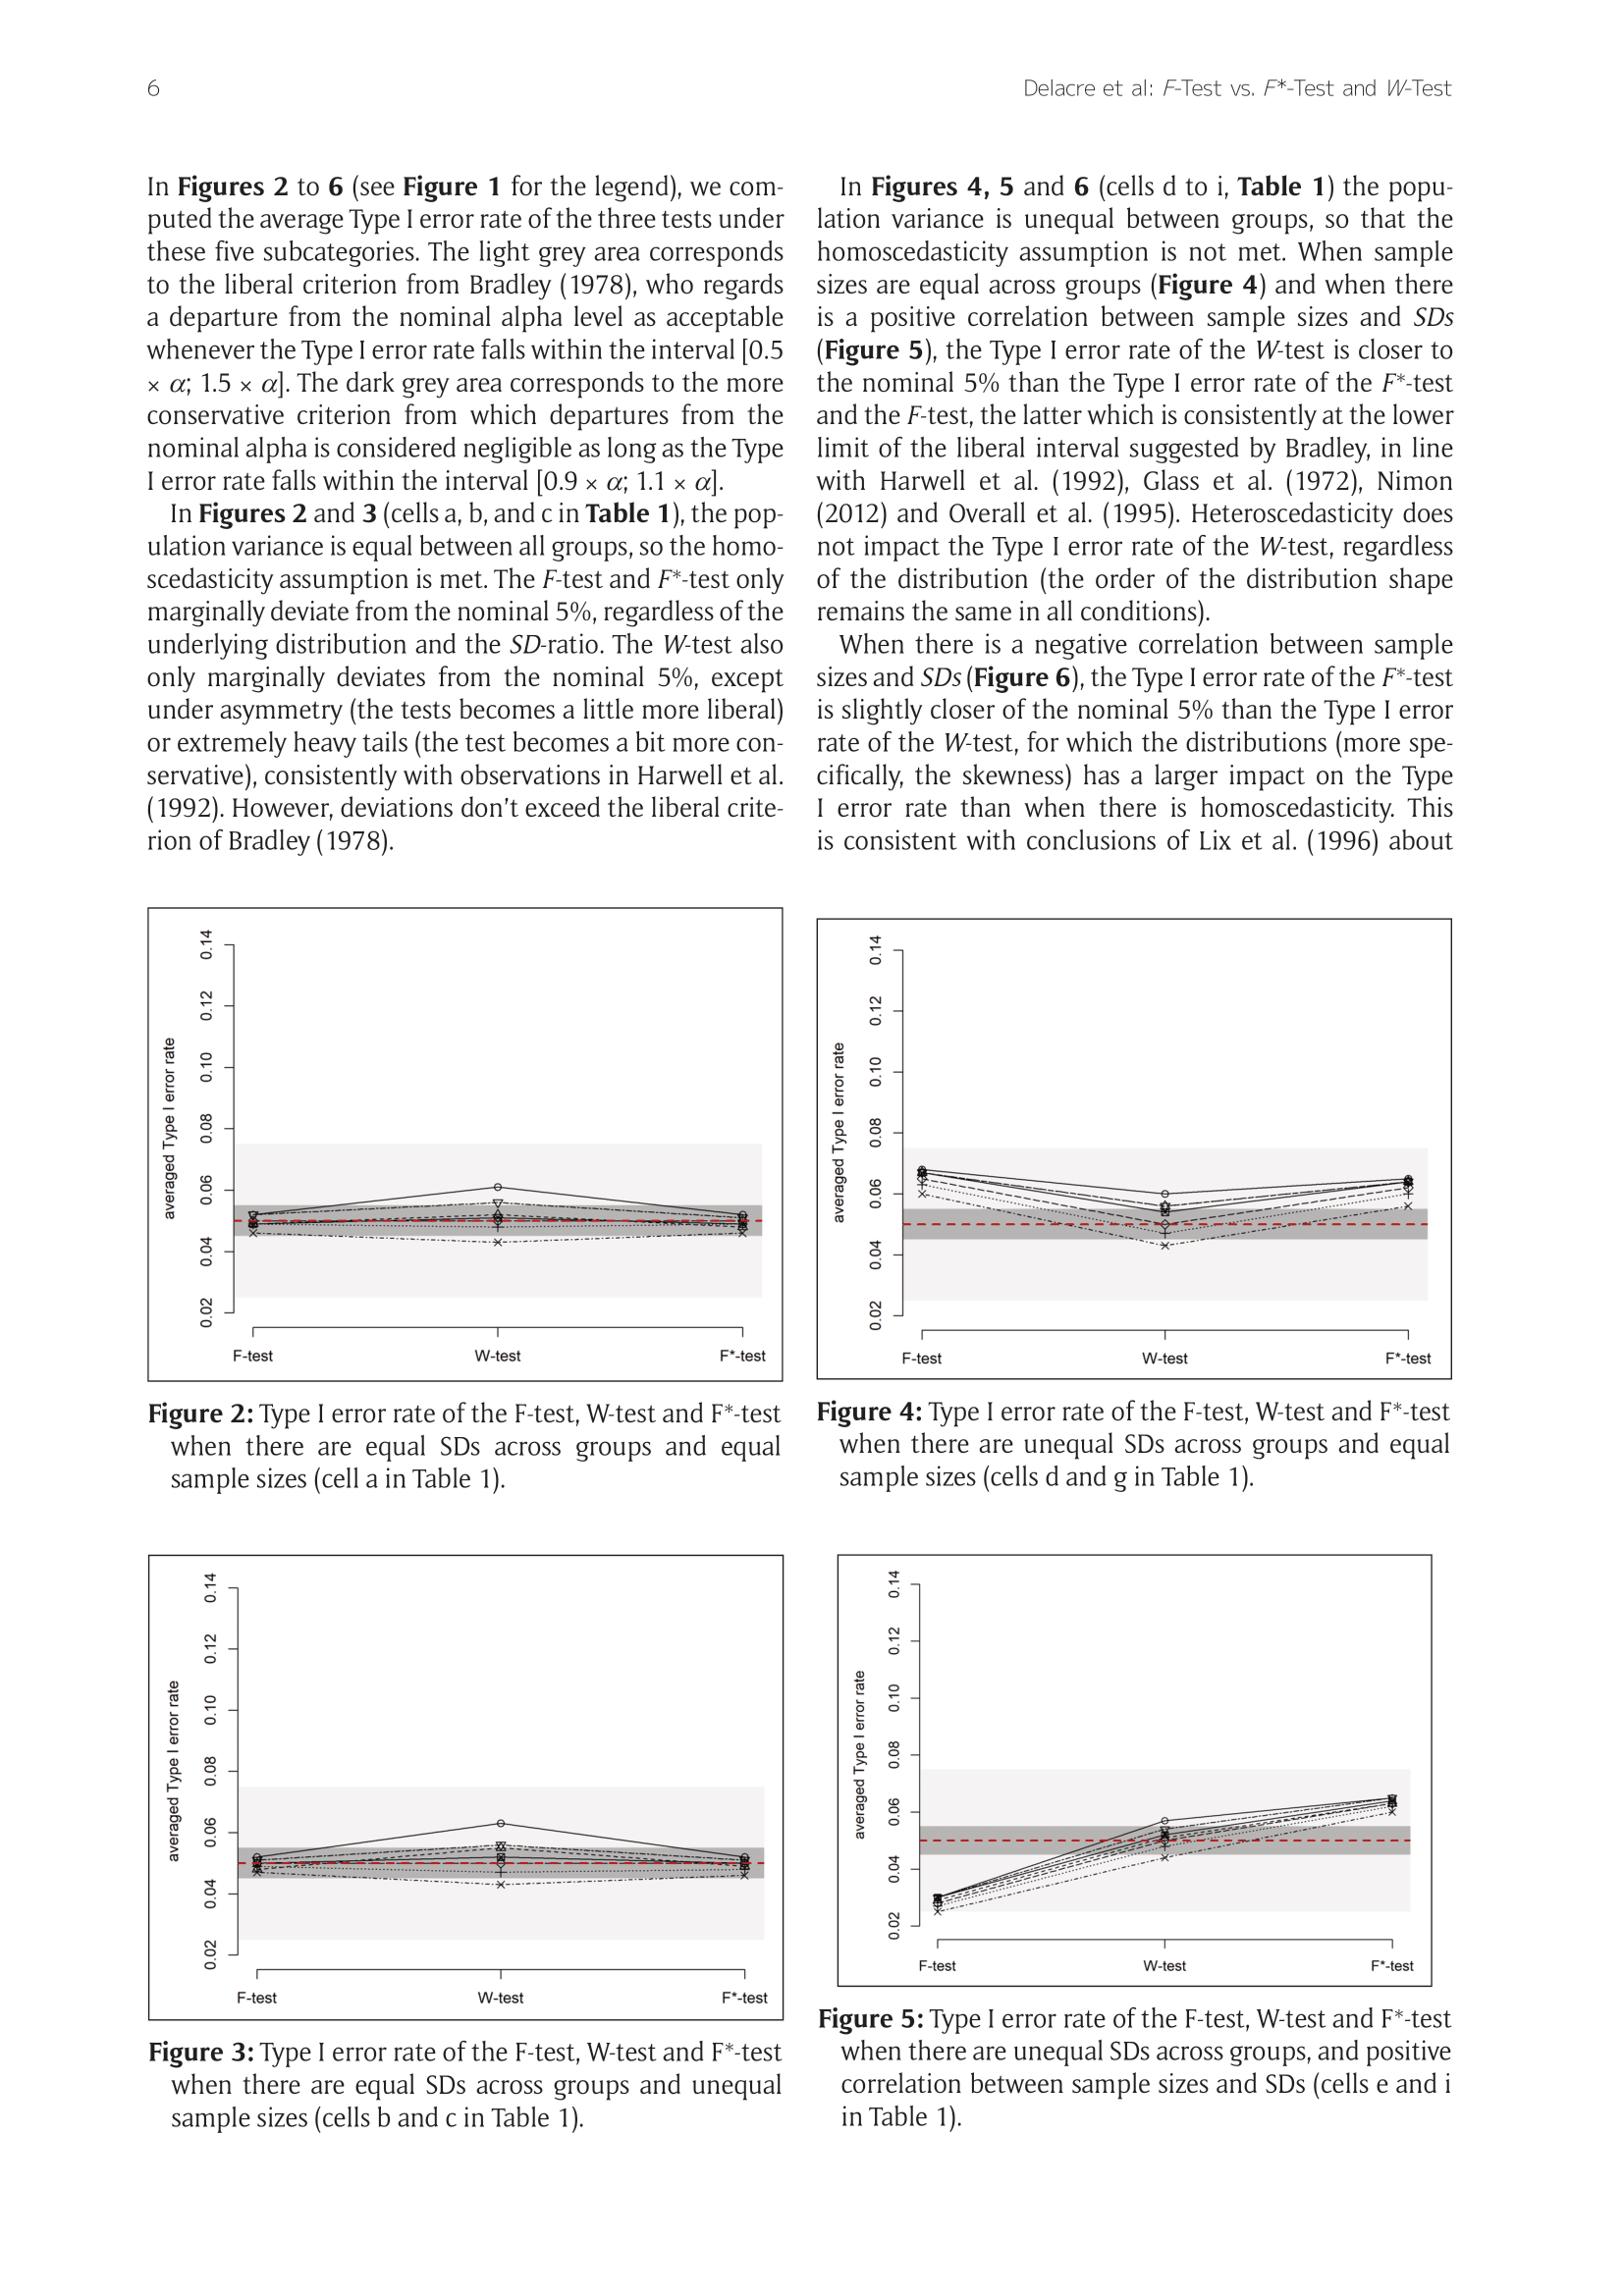 6
Delacre et al: F-Test vs. F*-Test and W-Test
In Figures 2 to 6 (see Figure 1 for the legend), we com-
puted the average Type I error rate of the three tests under
these five subcategories. The light grey area corresponds
to the liberal criterion from Bradley (1978), who regards
a departure from the nominal alpha level as acceptable
whenever the Type I error rate falls within the interval [0.5
× α; 1.5 × α]. The dark grey area corresponds to the more
conservative criterion from which departures from the
nominal alpha is considered negligible as long as the Type
I error rate falls within the interval [0.9 × α; 1.1 × α].
In Figures 2 and 3 (cells a, b, and c in Table 1), the pop-
ulation variance is equal between all groups, so the homo-
scedasticity assumption is met. The F-test and F*-test only
marginally deviate from the nominal 5%, regardless of the
underlying distribution and the SD-ratio. The W-test also
only marginally deviates from the nominal 5%, except
under asymmetry (the tests becomes a little more liberal)
or extremely heavy tails (the test becomes a bit more con-
servative), consistently with observations in Harwell et al.
(1992). However, deviations don't exceed the liberal crite-
rion of Bradley (1978).
In Figures 4, 5 and 6 (cells d to i, Table 1) the popu-
lation variance is unequal between groups, so that the
homoscedasticity assumption is not met. When sample
sizes are equal across groups (Figure 4) and when there
is a positive correlation between sample sizes and SDs
(Figure 5), the Type I error rate of the W-test is closer to
the nominal 5% than the Type I error rate of the F*-test
and the F-test, the latter which is consistently at the lower
limit of the liberal interval suggested by Bradley, in line
with Harwell et al. (1992), Glass et al. (1972), Nimon
(2012) and Overall et al. (1995). Heteroscedasticity does
not impact the Type I error rate of the W-test, regardless
of the distribution (the order of the distribution shape
remains the same in all conditions).
When there is a negative correlation between sample
sizes and SDs (Figure 6), the Type I error rate of the F*-test
is slightly closer of the nominal 5% than the Type I error
rate of the W-test, for which the distributions (more spe-
cifically, the skewness) has a larger impact on the Type
I error rate than when there is homoscedasticity. This
is consistent with conclusions of Lix et al. (1996) about
averaged Type I error rate
0.14
0.12
0.10
0.08
0.06
0.04
0.02
F-test
W-test
F*-test
Figure 2: Type I error rate of the F-test, W-test and F*-test
when there are equal SDs across groups and equal
sample sizes (cell a in Table 1).
averaged Type I error rate
0.14
0.12
0.10
0.08
0.06
0.04
0.02
F-test
W-test
F*-test
Figure 3: Type I error rate of the F-test, W-test and F*-test
when there are equal SDs across groups and unequal
sample sizes (cells b and c in Table 1).
averaged Type I error rate
0.14
0.12
0.10
0.08
0.06
0.04
0.02
F-test
W-test
F*-test
Figure 4: Type I error rate of the F-test, W-test and F*-test
when there are unequal SDs across groups and equal
sample sizes (cells d and g in Table 1).
averaged Type I error rate
0.14
0.12
0.10
0.08
0.06
0.04
0.02
F-test
W-test
F*-test
Figure 5: Type I error rate of the F-test, W-test and F*-test
when there are unequal SDs across groups, and positive
correlation between sample sizes and SDs (cells e and i
in Table 1).